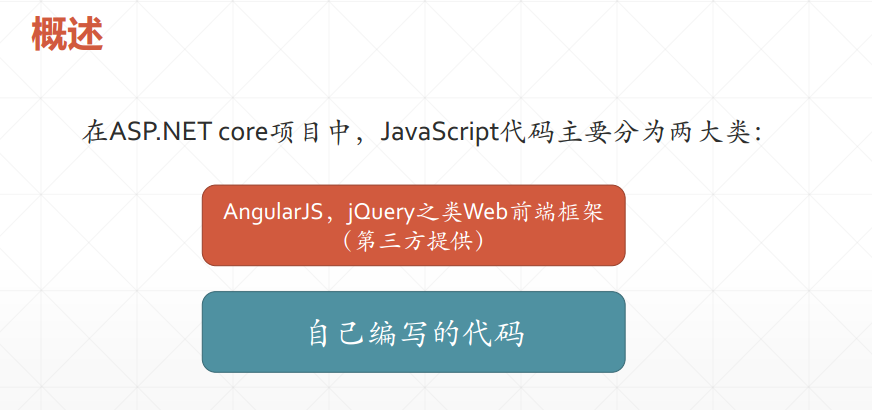 概述
在ASP.NET core项目中，JavaScript代码主要分为两大类：
AngularJS，jQuery之类Web前端框架
（第三方提供）
自己编写的代码